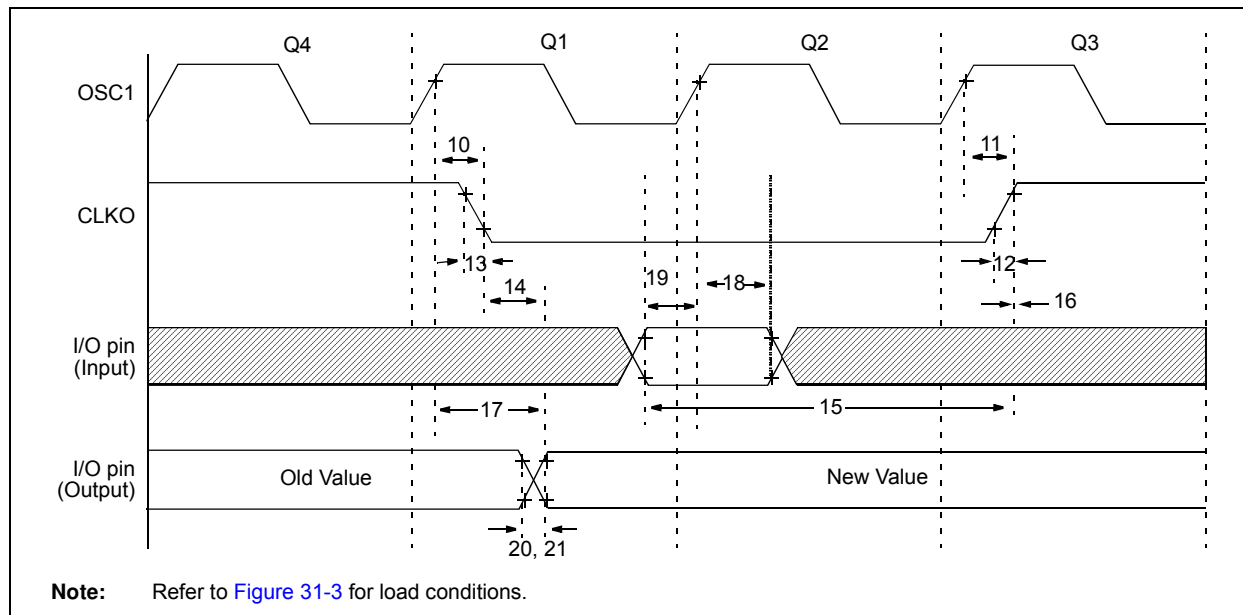 Q4 Q1 Q2 Q3
OSC1
10 11
CLKO
13 14 19 18 12
16
I/O pin
(Input)
17 15
I/O pin
(Output)
Old Value New Value
20, 21
Note: Refer to Figure 31-3 for load conditions.